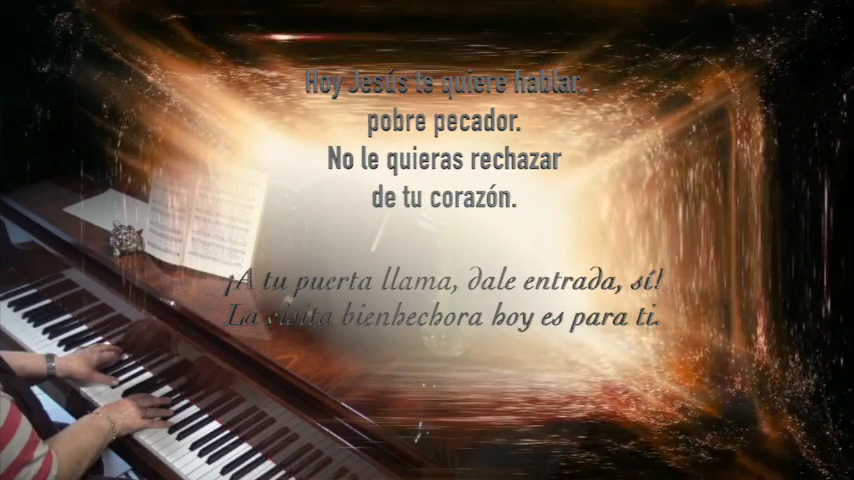 Hoy Jesús te quiere hablar,
pobre pecador.
No le quieras rechazar
de tu corazón.
¡A tu puerta llama, dale entrada, sí!
La visita bienhechora hoy es para ti.